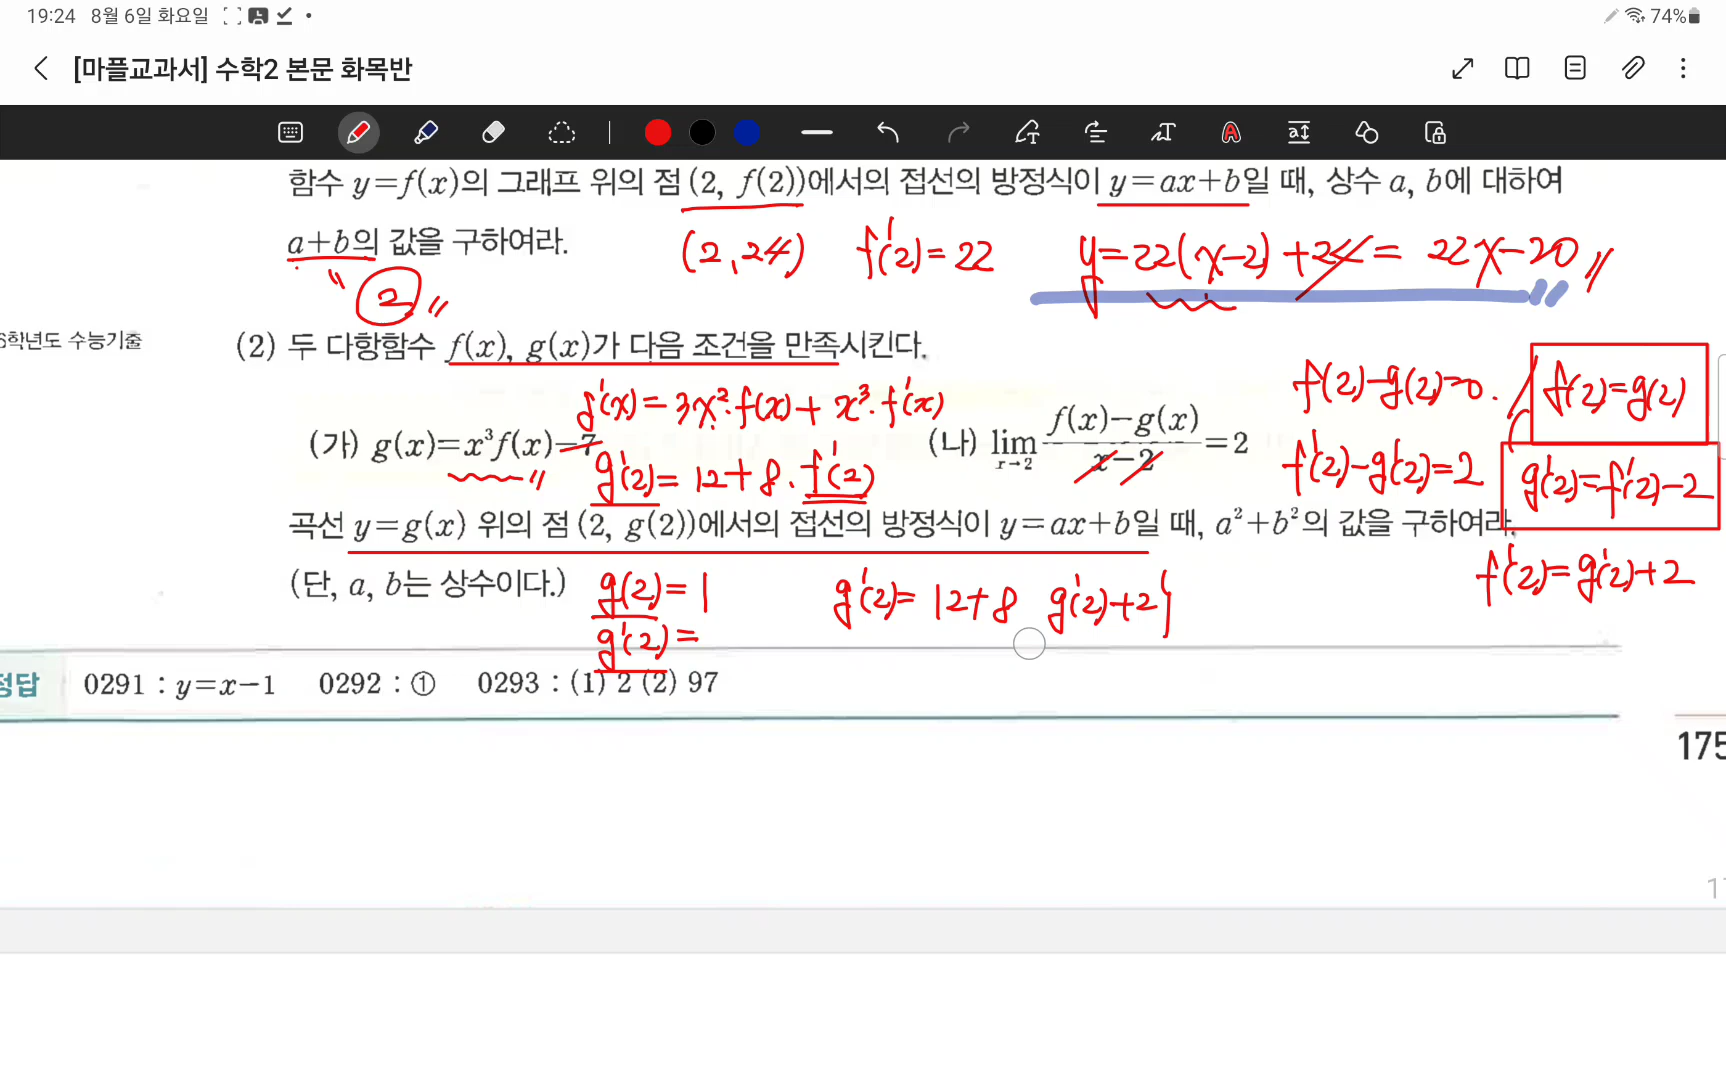 19:24 8월 6일 화요일
74%
[마플교과서] 수학2 본문 화목반
함수 y=f(x)의 그래프 위의 점 (2, f(2))에서의 접선의 방정식이 y=ax+b일 때, 상수 a, b에 대하여
a+b의 값을 구하여라.
(2,24) f'(2)=22 y=22(x-2)+24= 22x-20
2
6학년도 수능기출
(2) 두 다항함수 f(x), g(x)가 다음 조건을 만족시킨다.
f(2)-g(2)=0. f(2)=g(2)
g'(x)=3x²·f(x)+x³·f'(x)
(가) g(x)=x³f(x)-7 (나) lim x→2 f(x)-g(x) / x-2 =2
g'(2)=12+8·f'(2) f'(2)-g'(2)=2 g'(2)=f'(2)-2
곡선 y=g(x) 위의 점 (2, g(2))에서의 접선의 방정식이 y=ax+b일 때, a²+b²의 값을 구하여라.
(단, a, b는 상수이다.) g(2)=1 g'(2)=12+8 g'(2)+2} f'(2)=g'(2)+2
g'(2)=
정답 0291 : y=x-1 0292 : ① 0293 : (1) 2 (2) 97
175